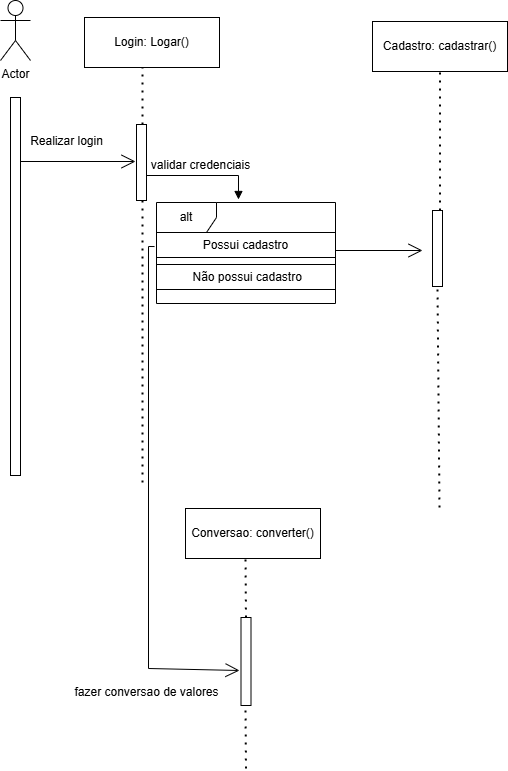 Login: Logar()
Cadastro: cadastrar()
Actor
Realizar login
validar credenciais
alt
Possui cadastro
Não possui cadastro
Conversao: converter()
fazer conversao de valores